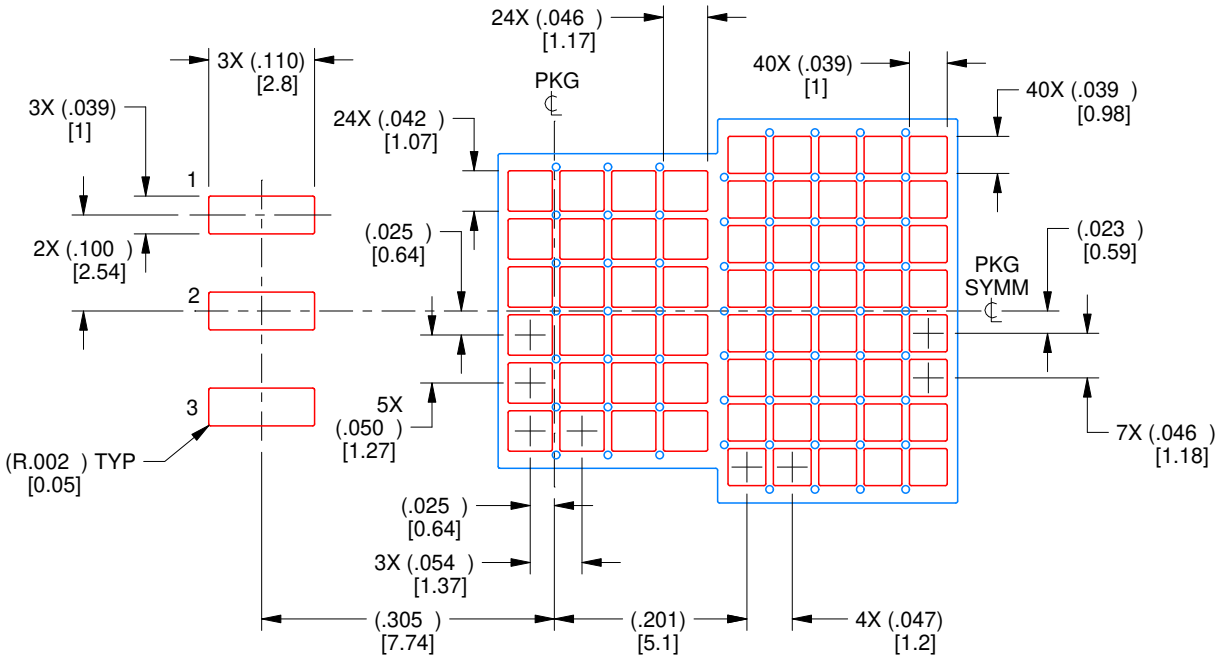 24X (.046 )
[1.17]
3X (.110)
[2.8]
PKG
40X (.039)
[1]
40X (.039 )
[0.98]
3X (.039)
[1]
24X (.042 )
[1.07]
1
2X (.100 )
[2.54]
(.025 )
[0.64]
(.023 )
[0.59]
PKG
SYMM
2
5X
(.050 )
[1.27]
3
7X (.046 )
[1.18]
(R.002 ) TYP
[0.05]
(.025 )
[0.64]
3X (.054 )
[1.37]
(.305 )
[7.74]
(.201)
[5.1]
4X (.047)
[1.2]